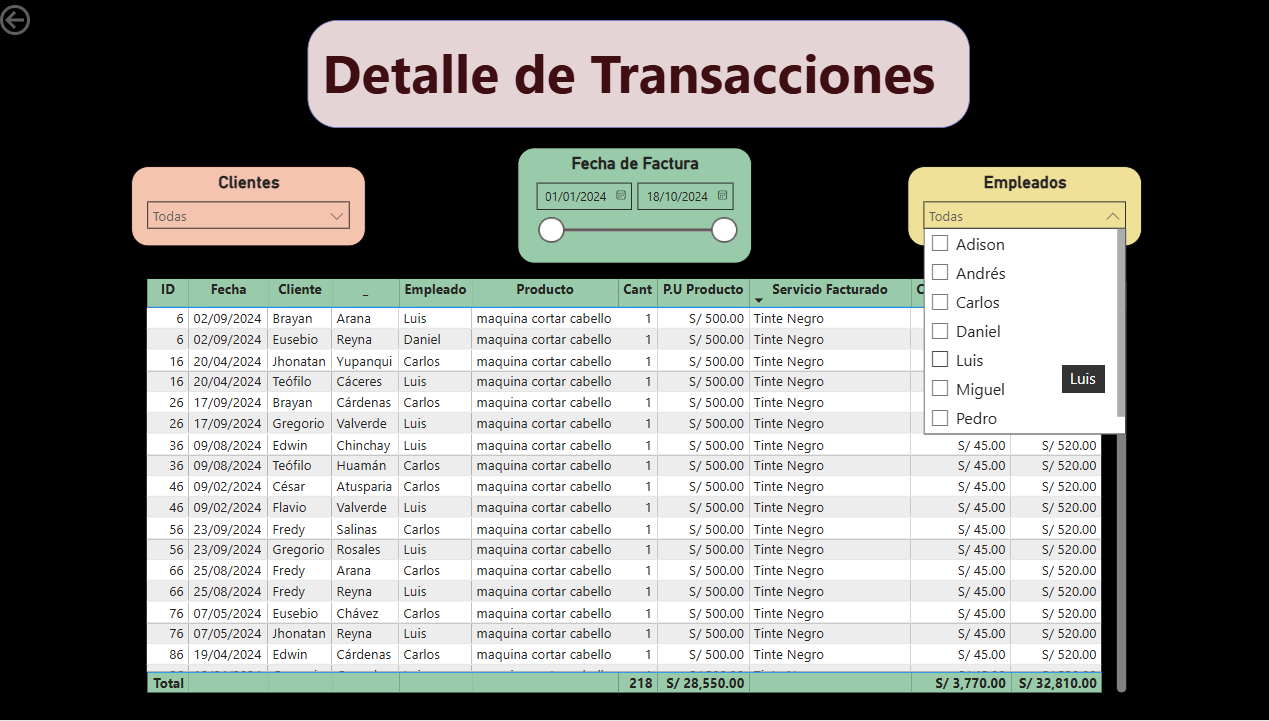 Detalle de Transacciones
Clientes
Todas
Fecha de Factura
01/01/2024 18/10/2024
Empleados
Todas
Adison
Andrés
Carlos
Daniel
Luis
Miguel
Pedro
Luis
ID Fecha Cliente _ Empleado Producto Cant P.U Producto Servicio Facturado
6 02/09/2024 Brayan Arana Luis maquina cortar cabello 1 S/ 500.00 Tinte Negro
6 02/09/2024 Eusebio Reyna Daniel maquina cortar cabello 1 S/ 500.00 Tinte Negro
16 20/04/2024 Jhonatan Yupanqui Carlos maquina cortar cabello 1 S/ 500.00 Tinte Negro
16 20/04/2024 Teófilo Cáceres Luis maquina cortar cabello 1 S/ 500.00 Tinte Negro
26 17/09/2024 Brayan Cárdenas Carlos maquina cortar cabello 1 S/ 500.00 Tinte Negro
26 17/09/2024 Gregorio Valverde Luis maquina cortar cabello 1 S/ 500.00 Tinte Negro
36 09/08/2024 Edwin Chinchay Luis maquina cortar cabello 1 S/ 500.00 Tinte Negro S/ 45.00 S/ 520.00
36 09/08/2024 Teófilo Huamán Carlos maquina cortar cabello 1 S/ 500.00 Tinte Negro S/ 45.00 S/ 520.00
46 09/02/2024 César Atusparia Carlos maquina cortar cabello 1 S/ 500.00 Tinte Negro S/ 45.00 S/ 520.00
46 09/02/2024 Flavio Valverde Luis maquina cortar cabello 1 S/ 500.00 Tinte Negro S/ 45.00 S/ 520.00
56 23/09/2024 Fredy Salinas Carlos maquina cortar cabello 1 S/ 500.00 Tinte Negro S/ 45.00 S/ 520.00
56 23/09/2024 Gregorio Rosales Luis maquina cortar cabello 1 S/ 500.00 Tinte Negro S/ 45.00 S/ 520.00
66 25/08/2024 Fredy Arana Carlos maquina cortar cabello 1 S/ 500.00 Tinte Negro S/ 45.00 S/ 520.00
66 25/08/2024 Fredy Reyna Luis maquina cortar cabello 1 S/ 500.00 Tinte Negro S/ 45.00 S/ 520.00
76 07/05/2024 Eusebio Chávez Carlos maquina cortar cabello 1 S/ 500.00 Tinte Negro S/ 45.00 S/ 520.00
76 07/05/2024 Jhonatan Reyna Luis maquina cortar cabello 1 S/ 500.00 Tinte Negro S/ 45.00 S/ 520.00
86 19/04/2024 Edwin Cárdenas Carlos maquina cortar cabello 1 S/ 500.00 Tinte Negro S/ 45.00 S/ 520.00
Total 218 S/ 28,550.00 S/ 3,770.00 S/ 32,810.00